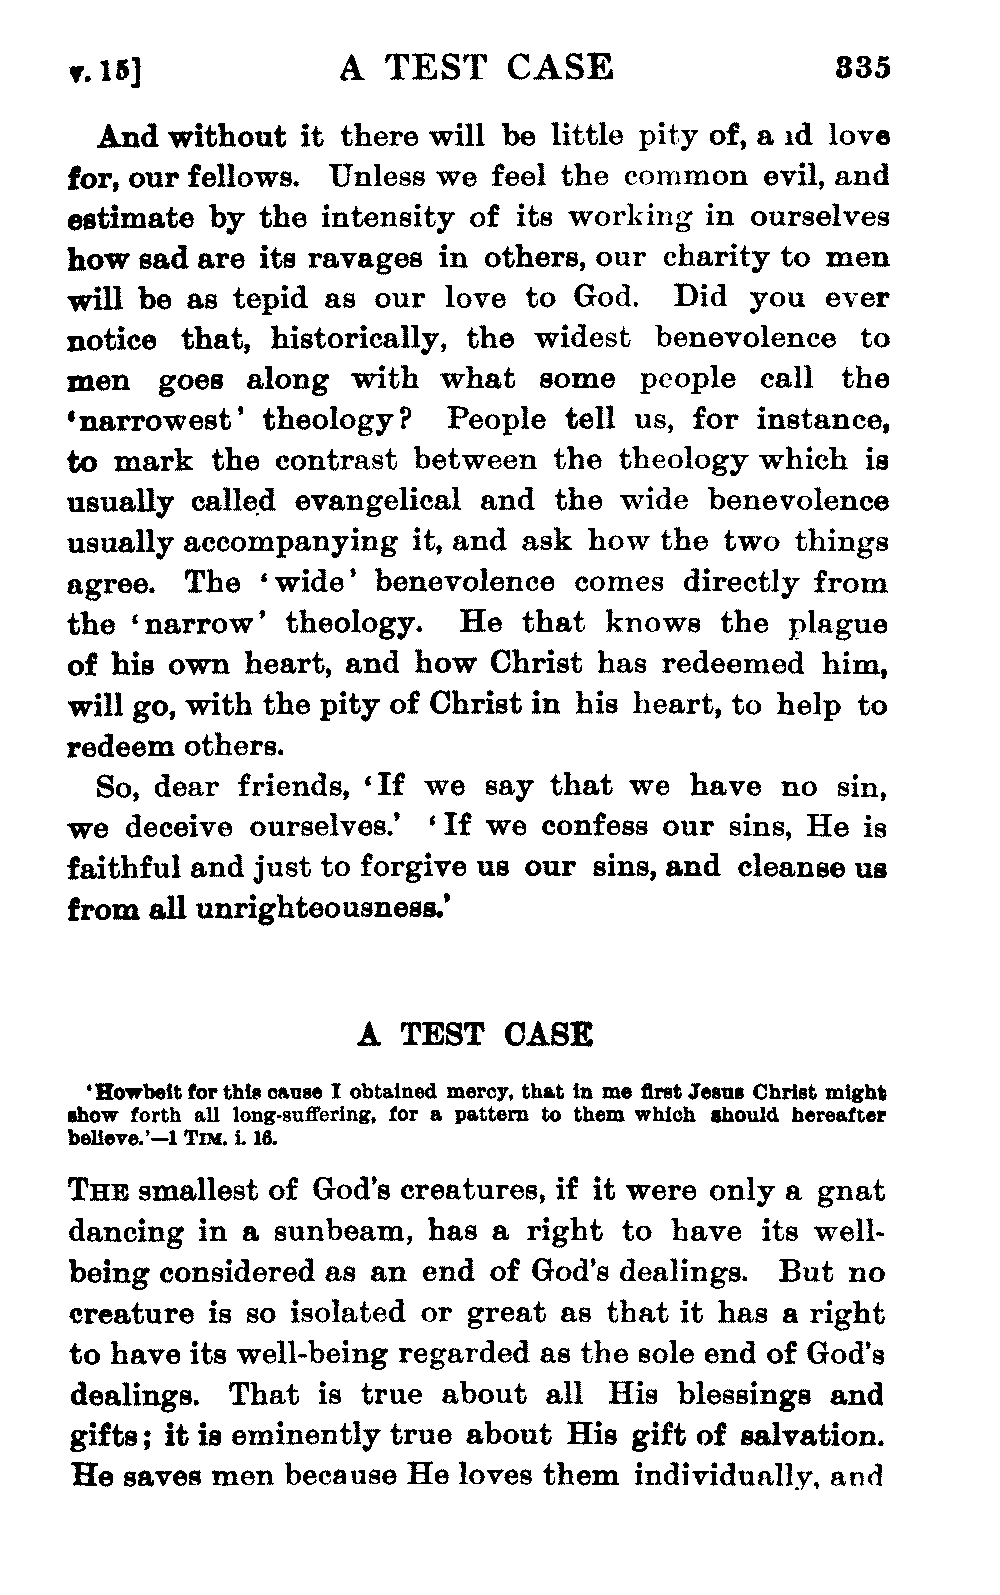 v. 15] A TEST CASE 335
And without it there will be little pity of, and love
for, our fellows. Unless we feel the common evil, and
estimate by the intensity of its working in ourselves
how sad are its ravages in others, our charity to men
will be as tepid as our love to God. Did you ever
notice that, historically, the widest benevolence to
men goes along with what some people call the
'narrowest' theology? People tell us, for instance,
to mark the contrast between the theology which is
usually called evangelical and the wide benevolence
usually accompanying it, and ask how the two things
agree. The 'wide' benevolence comes directly from
the 'narrow' theology. He that knows the plague
of his own heart, and how Christ has redeemed him,
will go, with the pity of Christ in his heart, to help to
redeem others.
So, dear friends, 'If we say that we have no sin,
we deceive ourselves.' 'If we confess our sins, He is
faithful and just to forgive us our sins, and cleanse us
from all unrighteousness.'
A TEST CASE
'Howbeit for this cause I obtained mercy, that in me first Jesus Christ might
show forth all long-suffering, for a pattern to them which should hereafter
believe.'—1 TIM. i. 16.
THE smallest of God's creatures, if it were only a gnat
dancing in a sunbeam, has a right to have its well-
being considered as an end of God's dealings. But no
creature is so isolated or great as that it has a right
to have its well-being regarded as the sole end of God's
dealings. That is true about all His blessings and
gifts; it is eminently true about His gift of salvation.
He saves men because He loves them individually, and